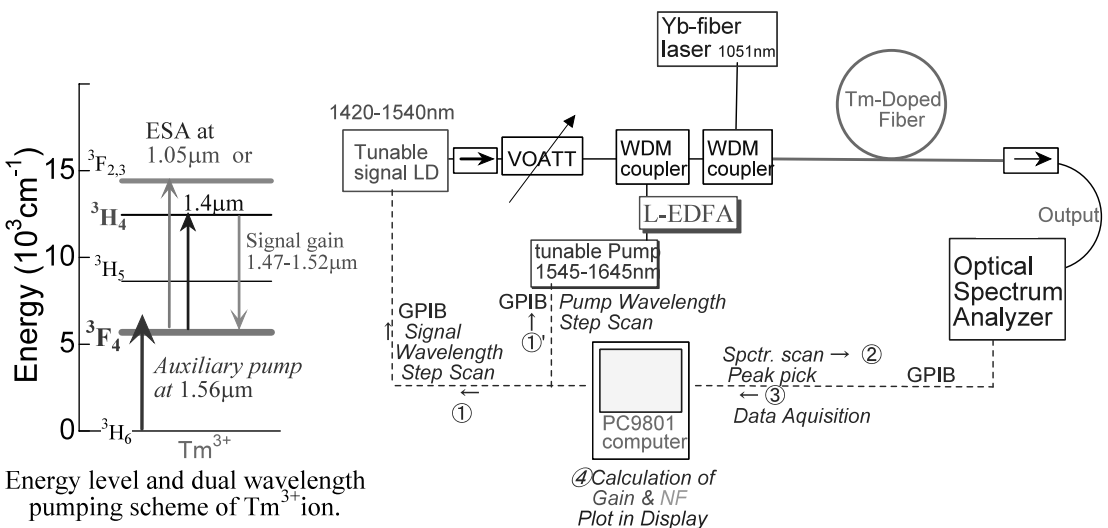 Energy (10³cm⁻¹)
15
10
5
0
³F₂,₃
³H₄
³H₅
³F₄
³H₆
ESA at
1.05μm or
1.4μm
Signal gain
1.47-1.52μm
Auxiliary pump
at 1.56μm
Tm³⁺
Energy level and dual wavelength
pumping scheme of Tm³⁺ion.
1420-1540nm
Tunable
signal LD
VOATT
WDM
coupler
WDM
coupler
Yb-fiber
laser 1051nm
Tm-Doped
Fiber
L-EDFA
tunable Pump
1545-1645nm
Output
Optical
Spectrum
Analyzer
GPIB
Signal
Wavelength
Step Scan
← ①
GPIB
↑ ①'
Pump Wavelength
Step Scan
PC9801
computer
Spctr. scan → ②
Peak pick
← ③
Data Aquisition
GPIB
④Calculation of
Gain & NF
Plot in Display